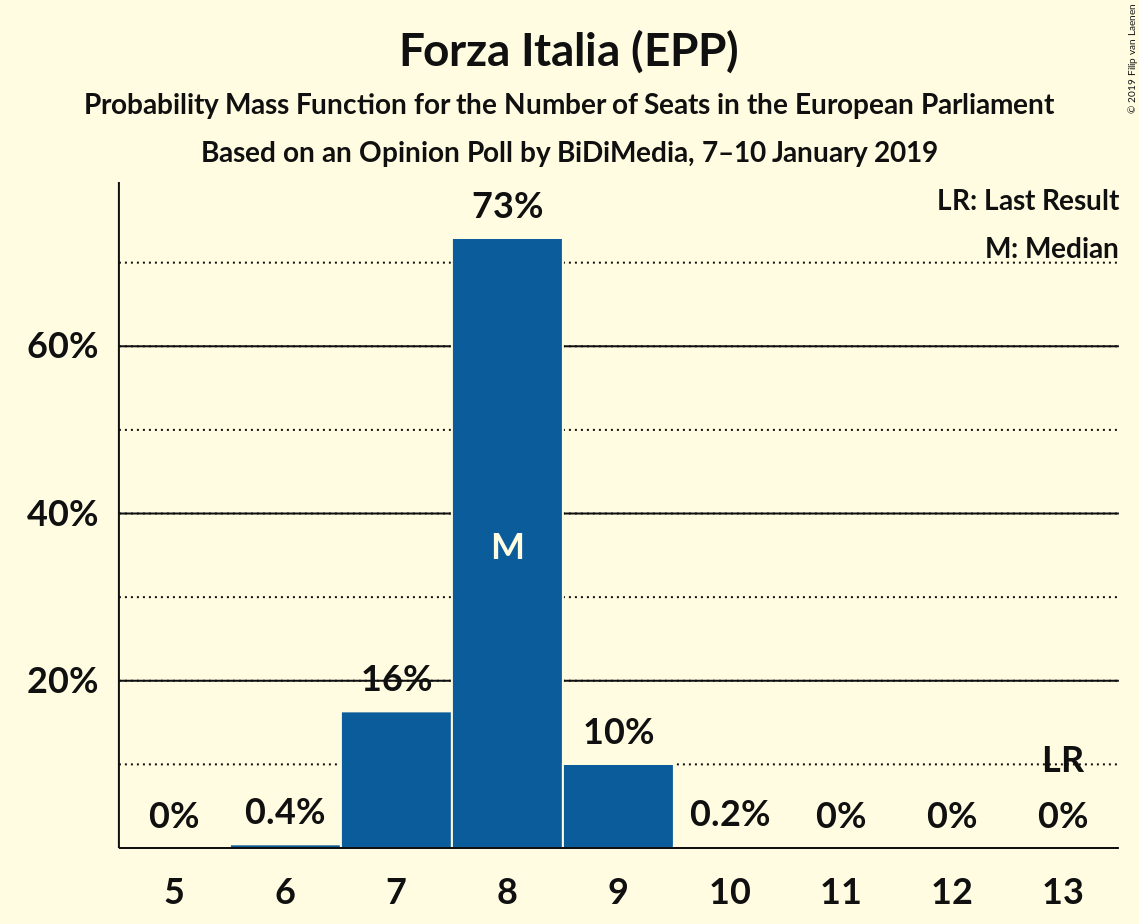 Forza Italia (EPP)
Probability Mass Function for the Number of Seats in the European Parliament
Based on an Opinion Poll by BiDiMedia, 7–10 January 2019
© 2019 Filip van Laenen
LR: Last Result
M: Median
73%
60%
40%
M
20%
16%
10%
LR
0%
0.4%
0.2%
0%
0%
0%
5
6
7
8
9
10
11
12
13